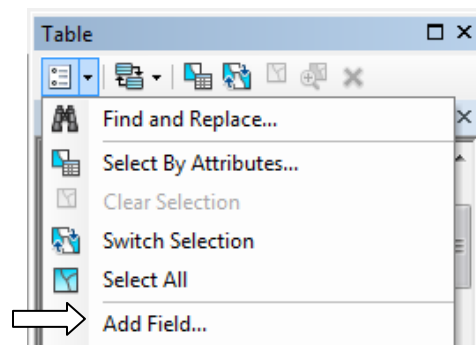 Table
Find and Replace...
Select By Attributes...
Clear Selection
Switch Selection
Select All
Add Field...